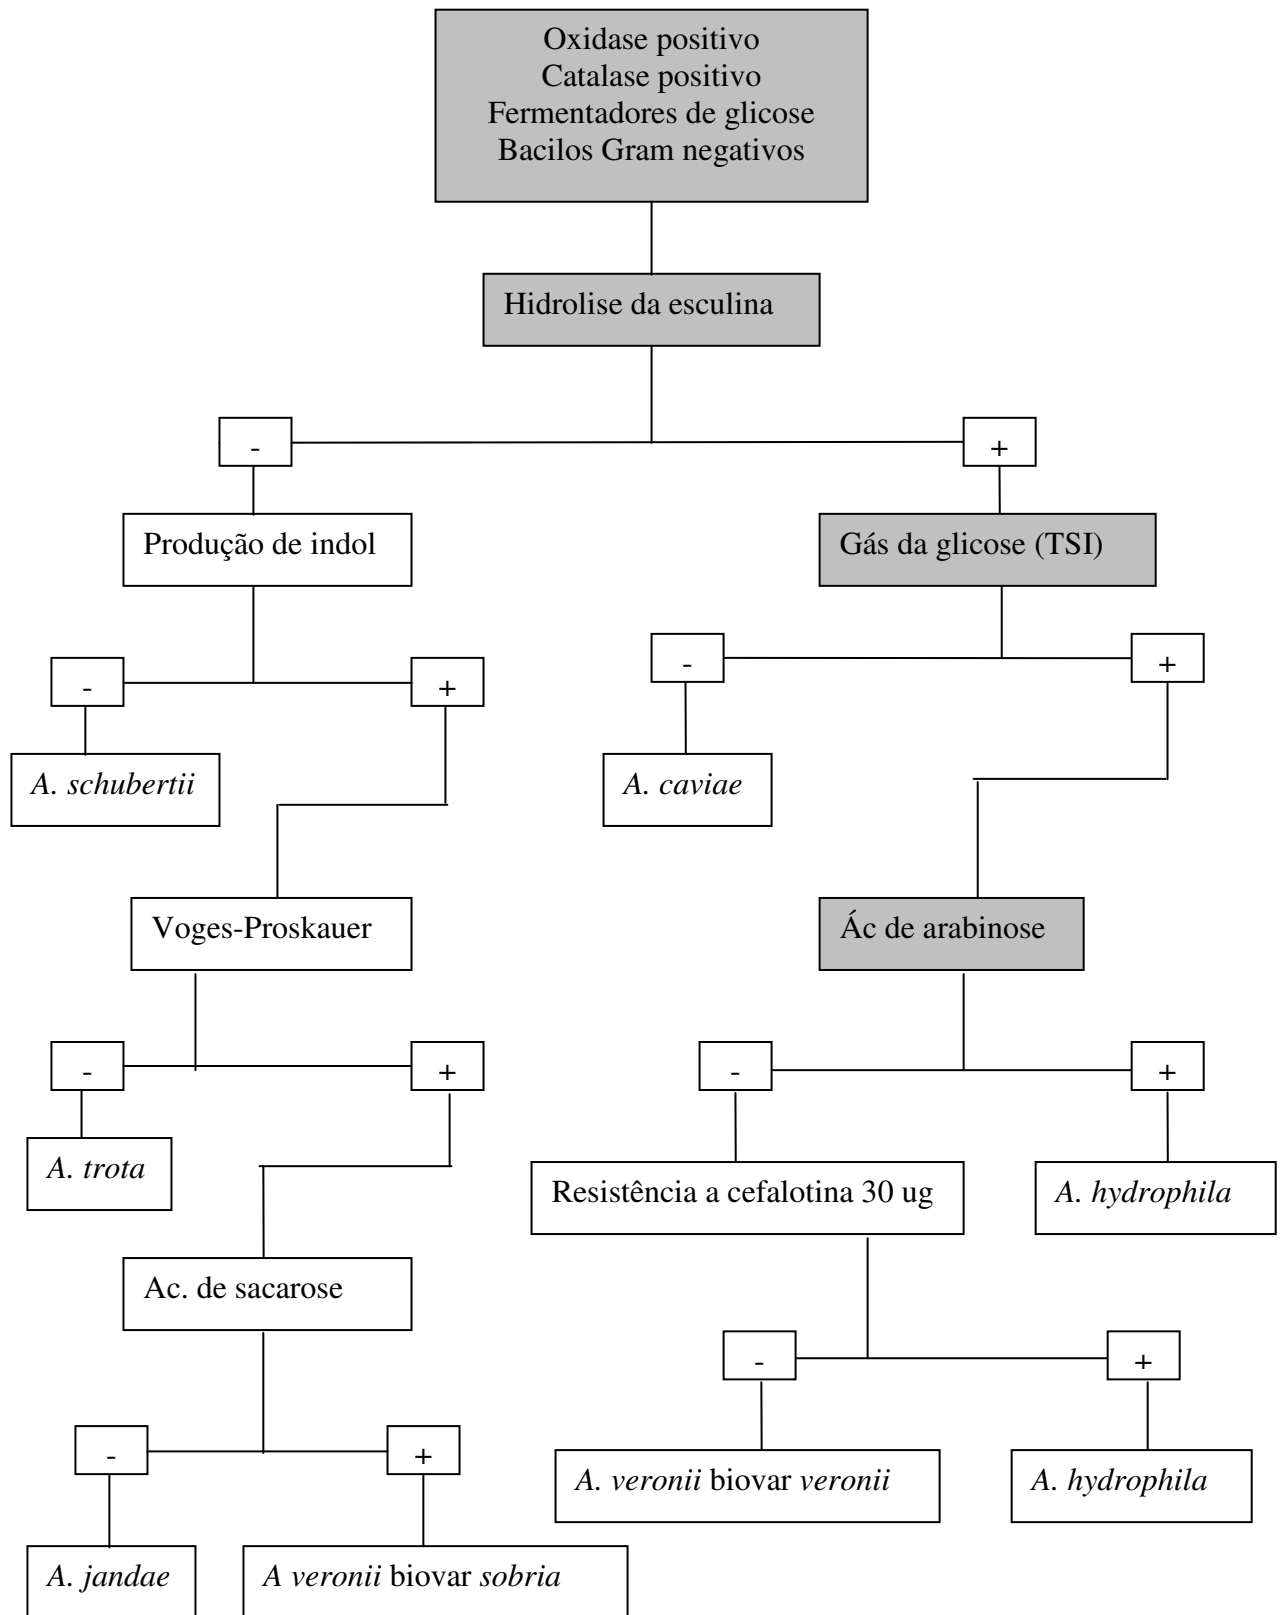 Oxidase positivo
Catalase positivo
Fermentadores de glicose
Bacilos Gram negativos
Hidrolise da esculina
-
+
Produção de indol
Gás da glicose (TSI)
-
+
-
+
A. schubertii
A. caviae
Voges-Proskauer
Ác de arabinose
-
+
-
+
A. trota
Resistência a cefalotina 30 ug
A. hydrophila
Ac. de sacarose
-
+
-
+
A. veronii biovar veronii
A. hydrophila
A. jandae
A veronii biovar sobria